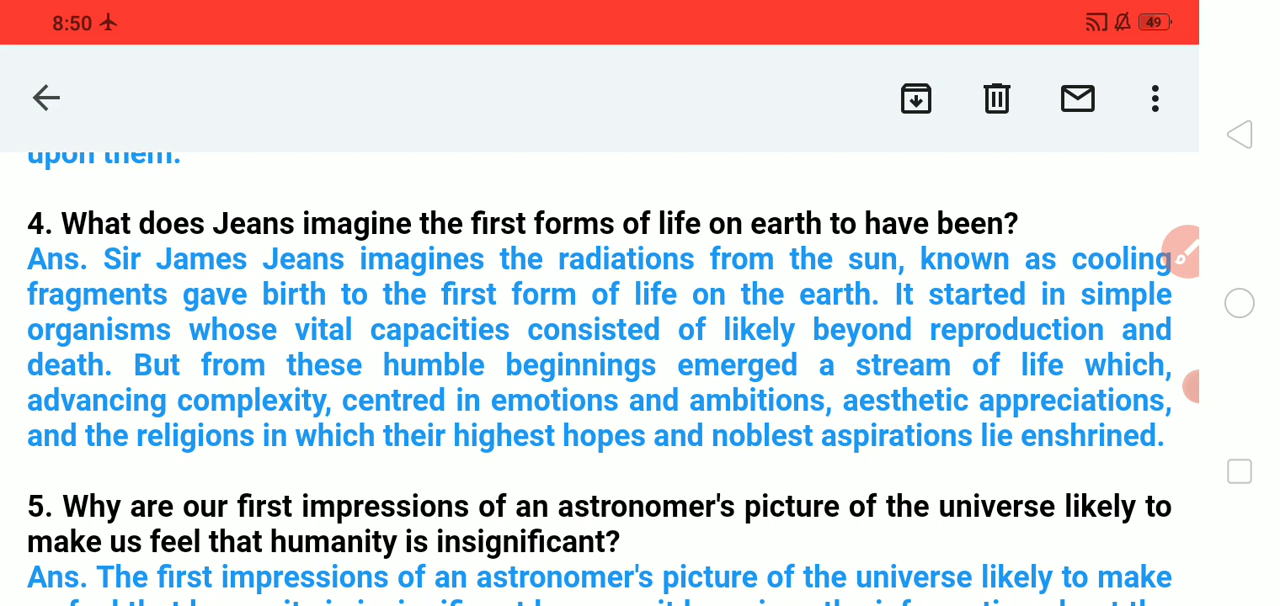 8:50
49
upon them.
4. What does Jeans imagine the first forms of life on earth to have been?
Ans. Sir James Jeans imagines the radiations from the sun, known as cooling
fragments gave birth to the first form of life on the earth. It started in simple
organisms whose vital capacities consisted of likely beyond reproduction and
death. But from these humble beginnings emerged a stream of life which,
advancing complexity, centred in emotions and ambitions, aesthetic appreciations,
and the religions in which their highest hopes and noblest aspirations lie enshrined.
5. Why are our first impressions of an astronomer's picture of the universe likely to
make us feel that humanity is insignificant?
Ans. The first impressions of an astronomer's picture of the universe likely to make